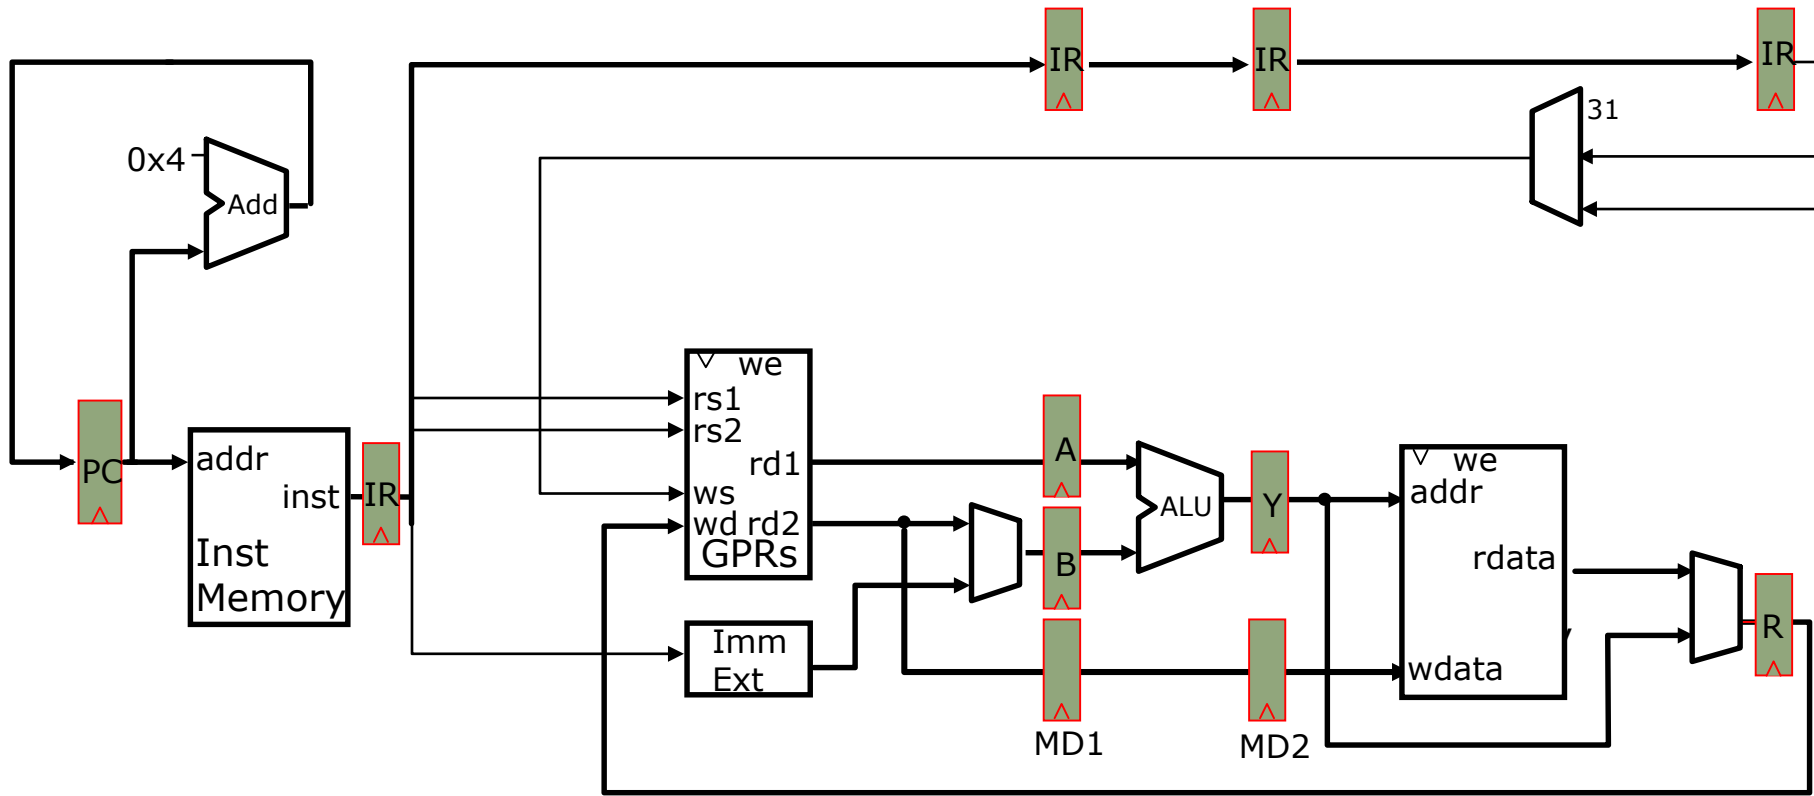 IR
IR
IR
31
0x4
Add
we
rs1
rs2
rd1
ws
wd rd2
GPRs
PC
addr
inst
Inst
Memory
IR
A
B
ALU
Y
we
addr
rdata
wdata
Imm
Ext
R
MD1
MD2